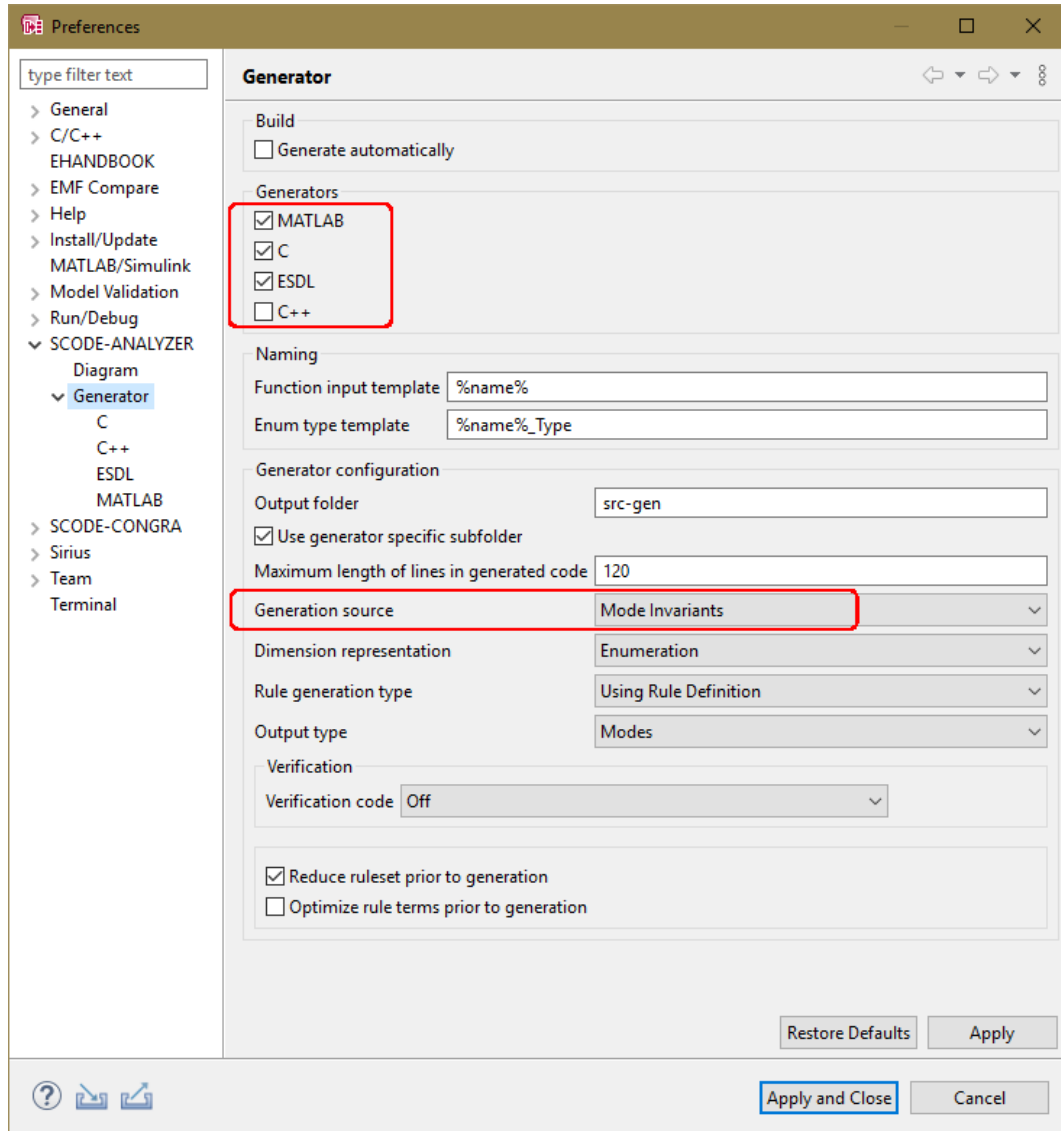 Preferences
type filter text
General
C/C++
EHANDBOOK
EMF Compare
Help
Install/Update
MATLAB/Simulink
Model Validation
Run/Debug
SCODE-ANALYZER
Diagram
Generator
C
C++
ESDL
MATLAB
SCODE-CONGRA
Sirius
Team
Terminal
Generator
Build
Generate automatically
Generators
MATLAB
C
ESDL
C++
Naming
Function input template %name%
Enum type template %name%_Type
Generator configuration
Output folder src-gen
Use generator specific subfolder
Maximum length of lines in generated code 120
Generation source Mode Invariants
Dimension representation Enumeration
Rule generation type Using Rule Definition
Output type Modes
Verification
Verification code Off
Reduce ruleset prior to generation
Optimize rule terms prior to generation
Restore Defaults Apply
? Apply and Close Cancel